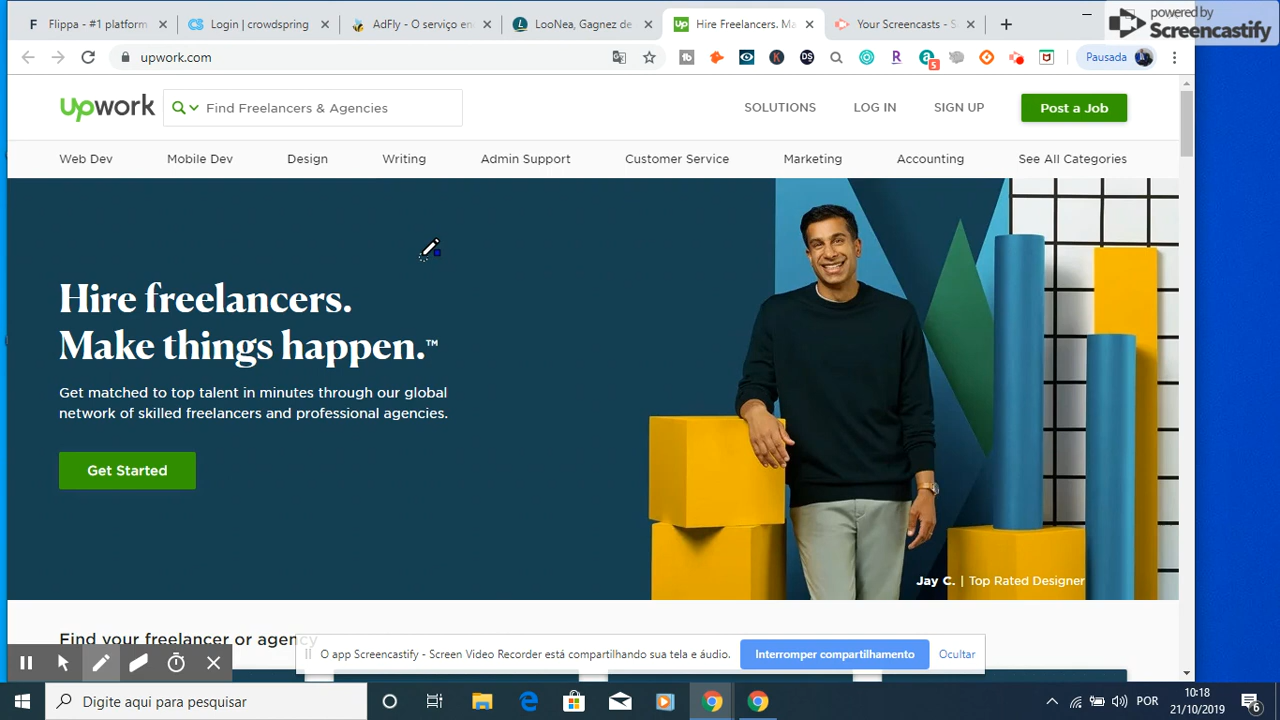 Flippa - #1 platform
Login | crowdspring
AdFly - O serviço
LooNea, Gagnez de
Hire Freelancers. Ma
Your Screencasts - S
powered by
Screencastify
upwork.com
Pausada
upwork
Find Freelancers & Agencies
SOLUTIONS
LOG IN
SIGN UP
Post a Job
Web Dev
Mobile Dev
Design
Writing
Admin Support
Customer Service
Marketing
Accounting
See All Categories
Hire freelancers.
Make things happen.™
Get matched to top talent in minutes through our global
network of skilled freelancers and professional agencies.
Get Started
Jay C. | Top Rated Designer
Find your freelancer or agency
O app Screencastify - Screen Video Recorder está compartilhando sua tela e áudio.
Interromper compartilhamento
Ocultar
Digite aqui para pesquisar
POR
10:18
21/10/2019
6